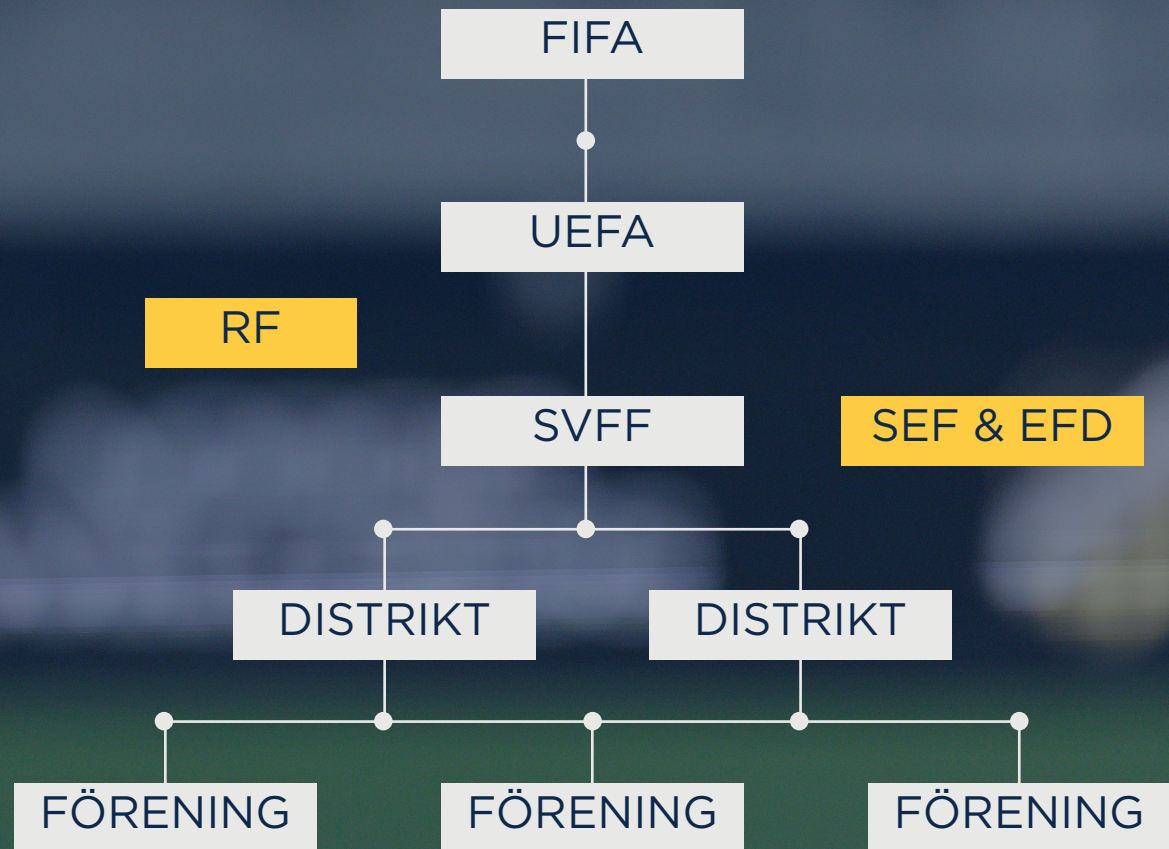 FIFA
UEFA
RF
SVFF
SEF & EFD
DISTRIKT
DISTRIKT
FÖRENING
FÖRENING
FÖRENING